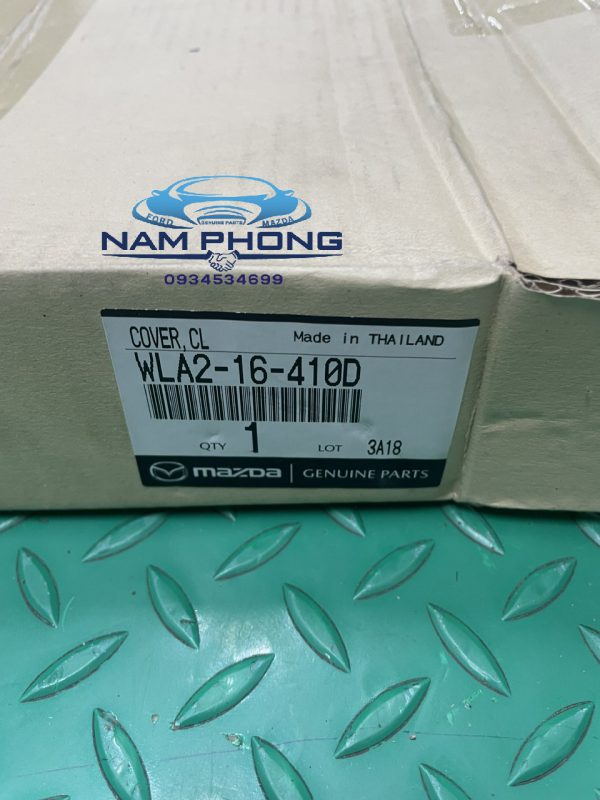 FORD GENUINE PARTS MAZDA
NAM PHONG
0934534699
COVER,CL Made in THAILAND
WLA2-16-410D
QTY 1 LOT 3A18
mazda GENUINE PARTS